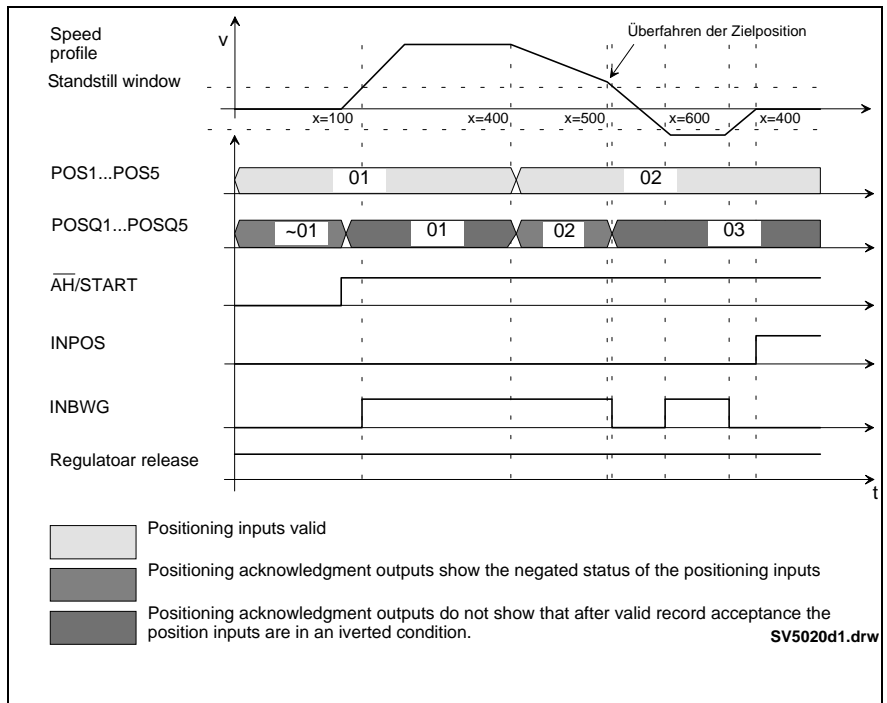 Speed
profile
v
Überfahren der Zielposition
Standstill window
x=100
x=400
x=500
x=600
x=400
POS1...POS5
01
02
POSQ1...POSQ5
~01
01
02
03
AH/START
INPOS
INBWG
Regulatoar release
t
Positioning inputs valid
Positioning acknowledgment outputs show the negated status of the positioning inputs
Positioning acknowledgment outputs do not show that after valid record acceptance the
position inputs are in an iverted condition.
SV5020d1.drw